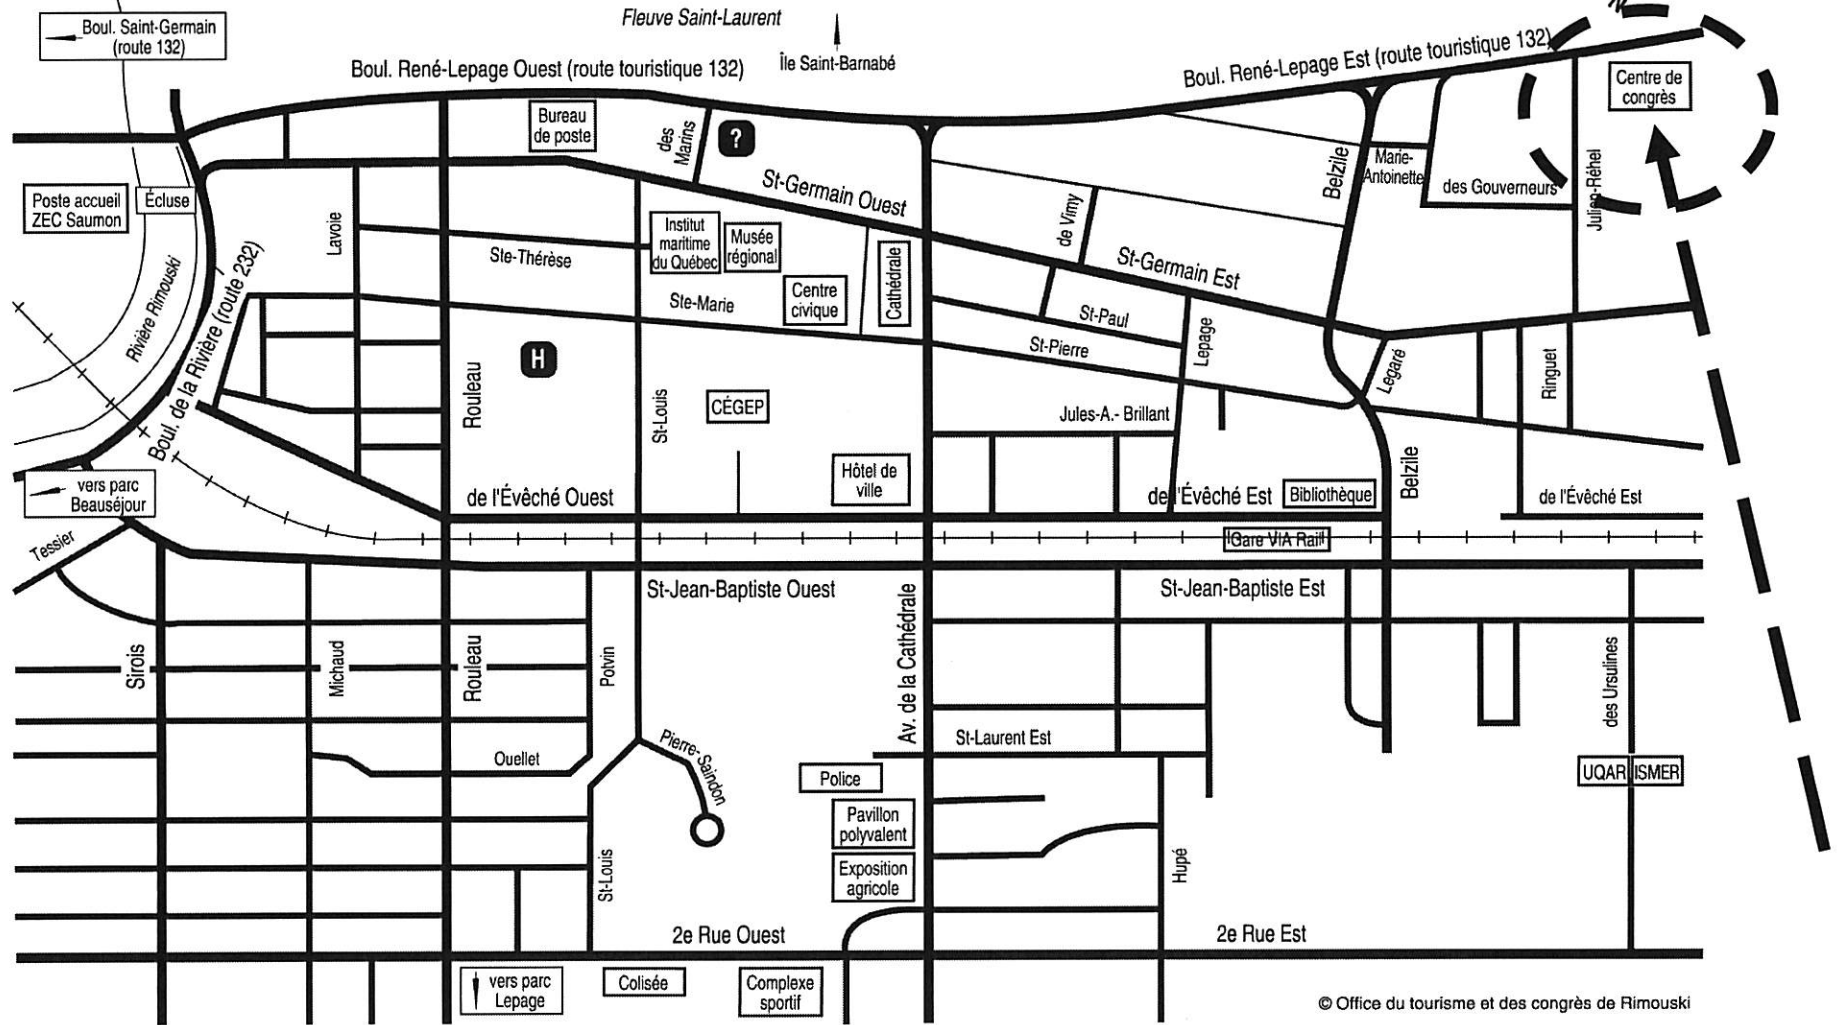 Boul. Saint-Germain
(route 132)
Fleuve Saint-Laurent
Île Saint-Barnabé
Boul. René-Lepage Ouest (route touristique 132)
Boul. René-Lepage Est (route touristique 132)
Centre de
congrès
Bureau
de poste
des
Marins
?
St-Germain Ouest
Belzile
Marie-
Antoinette
des Gouverneurs
Julien-Réhel
Poste accueil
ZEC Saumon
Écluse
Lavoie
Rivière Rimouski
Boul. de la Rivière (route 232)
Ste-Thérèse
Institut
maritime
du Québec
Musée
régional
Cathédrale
de Vimy
St-Germain Est
Ste-Marie
Centre
civique
St-Paul
St-Pierre
Lepage
Legaré
Ringuet
H
Rouleau
St-Louis
CÉGEP
Jules-A.- Brillant
Hôtel de
ville
Belzile
vers parc
Beauséjour
de l'Évêché Ouest
de l'Évêché Est
Bibliothèque
de l'Évêché Est
Gare VIA Rail
Tessier
St-Jean-Baptiste Ouest
St-Jean-Baptiste Est
Av. de la Cathédrale
Sirois
Michaud
Rouleau
Potvin
des Ursulines
Ouellet
Pierre-Saindon
St-Laurent Est
Police
UQAR
ISMER
Pavillon
polyvalent
Exposition
agricole
St-Louis
Hupé
2e Rue Ouest
2e Rue Est
vers parc
Lepage
Colisée
Complexe
sportif
© Office du tourisme et des congrès de Rimouski